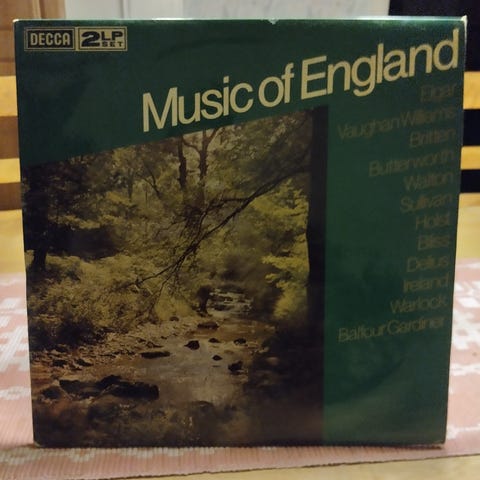 DECCA
2LP
SET
Music of England
Elgar
Vaughan Williams
Britten
Butterworth
Walton
Sullivan
Holst
Bliss
Delius
Ireland
Warlock
Balfour Gardiner